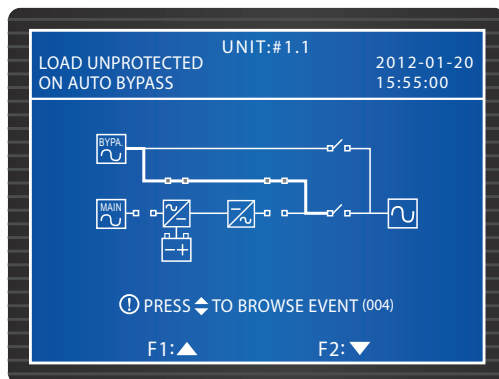 UNIT:#1.1
LOAD UNPROTECTED
ON AUTO BYPASS
2012-01-20
15:55:00
BYPA.
MAIN
PRESS TO BROWSE EVENT (004)
F1: F2: